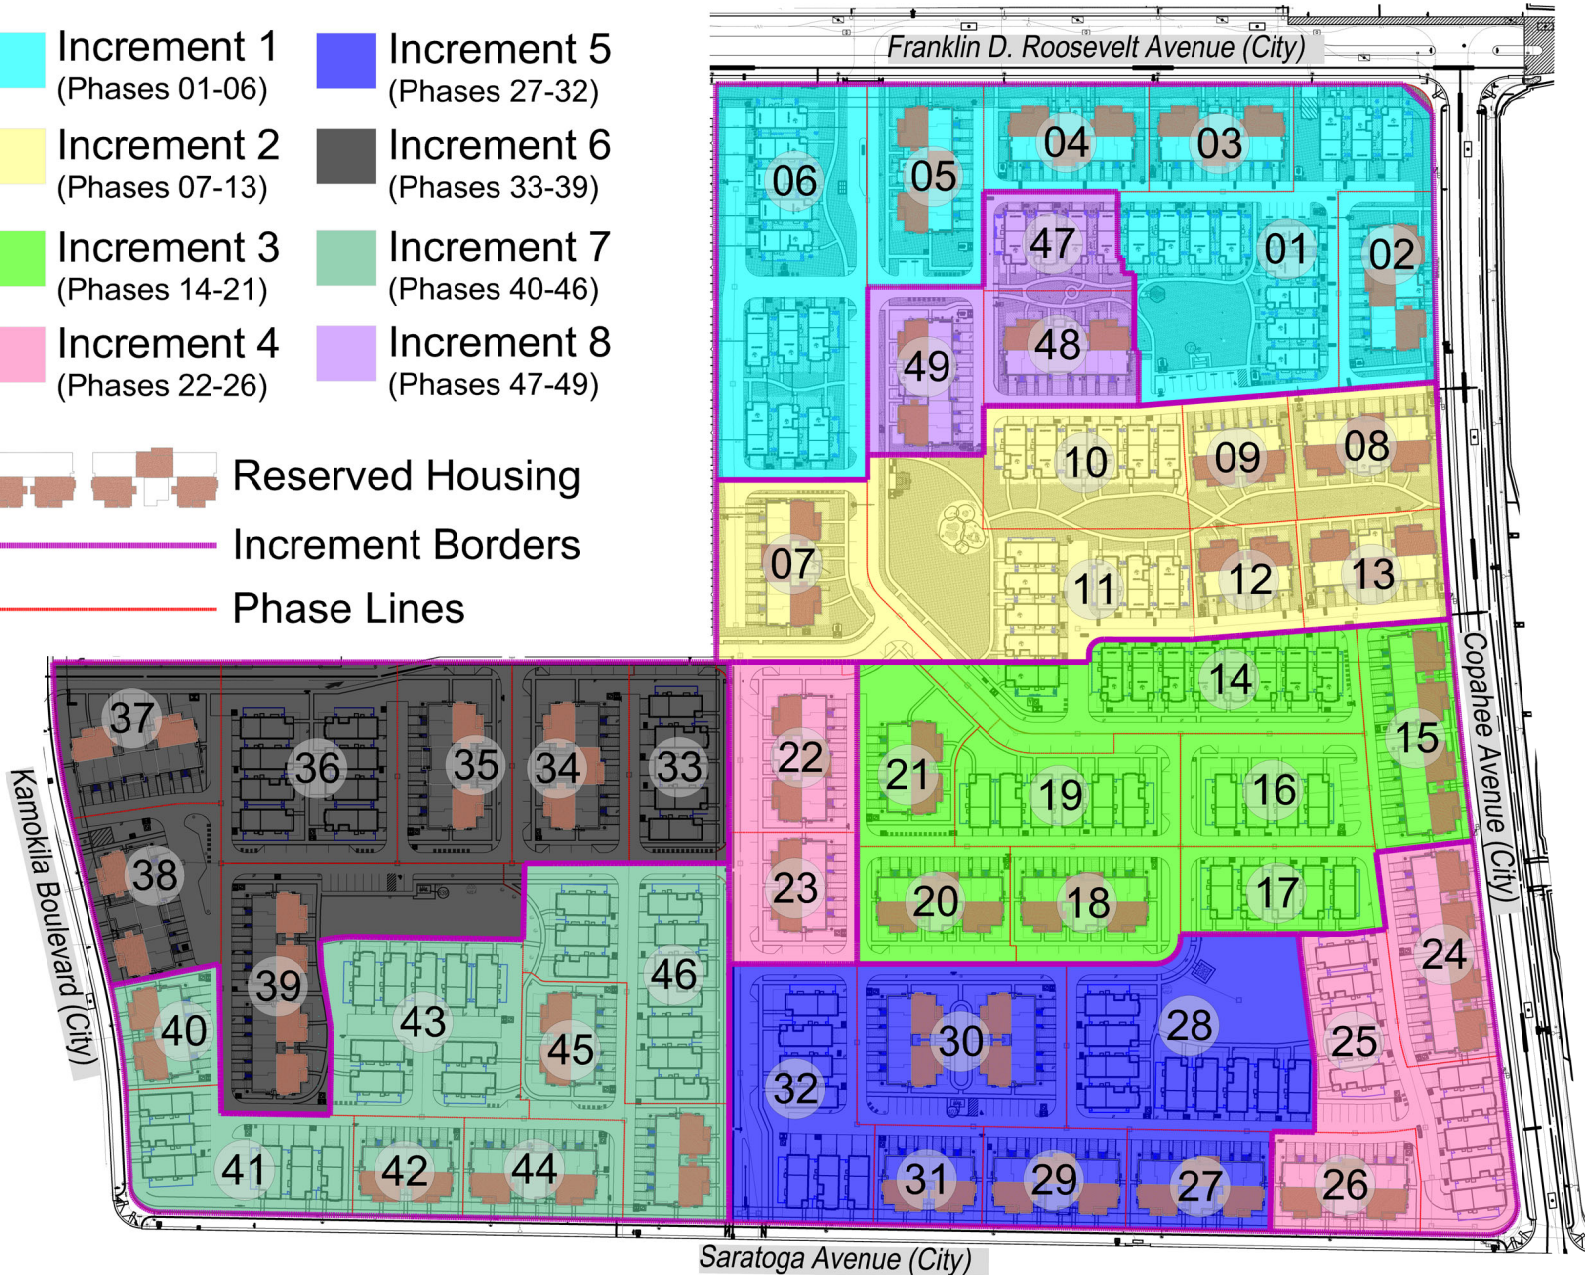 Increment 1
(Phases 01-06)
Increment 5
(Phases 27-32)
Increment 2
(Phases 07-13)
Increment 6
(Phases 33-39)
Increment 3
(Phases 14-21)
Increment 7
(Phases 40-46)
Increment 4
(Phases 22-26)
Increment 8
(Phases 47-49)
Reserved Housing
Increment Borders
Phase Lines
Franklin D. Roosevelt Avenue (City)
06
05
04
03
47
01
02
49
48
10
09
08
07
11
12
13
14
15
37
36
35
34
33
22
21
19
16
38
23
20
18
17
39
24
40
43
46
45
30
28
25
32
41
42
44
31
29
27
26
Kamokila Boulevard (City)
Copahee Avenue (City)
Saratoga Avenue (City)